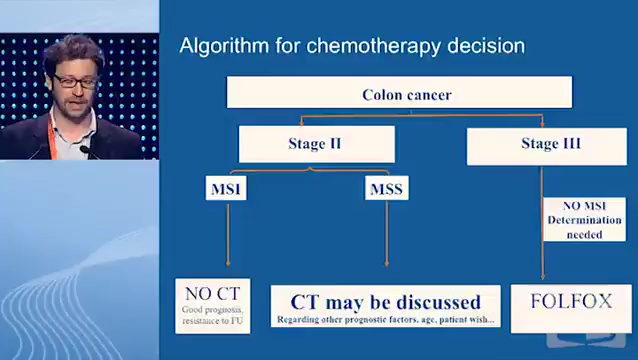 Algorithm for chemotherapy decision
Colon cancer
Stage II
Stage III
MSI
MSS
NO MSI
Determination
needed
NO CT
Good prognosis,
resistance to FU
CT may be discussed
Regarding other prognostic factors, age, patient wish...
FOLFOX